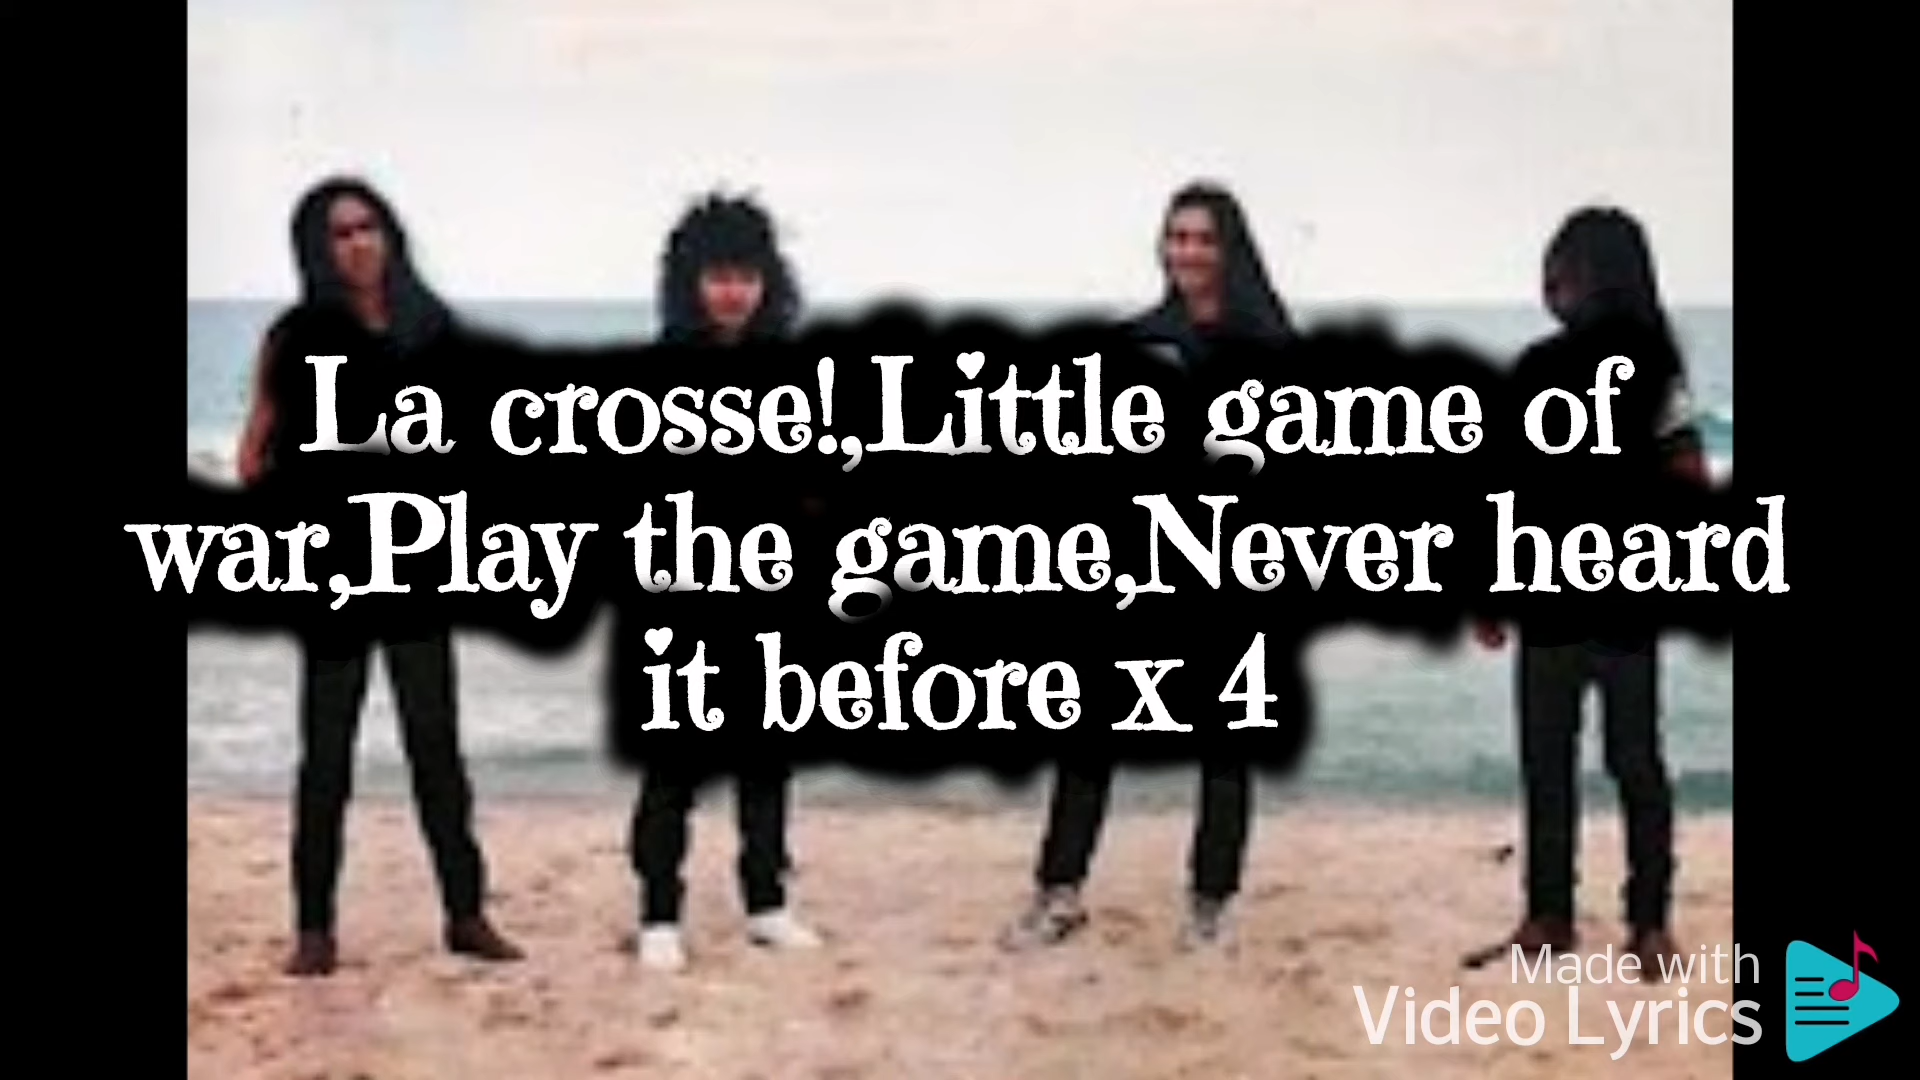 La crosse!,Little game of
war,Play the game,Never heard
it before x 4
Made with
Video Lyrics